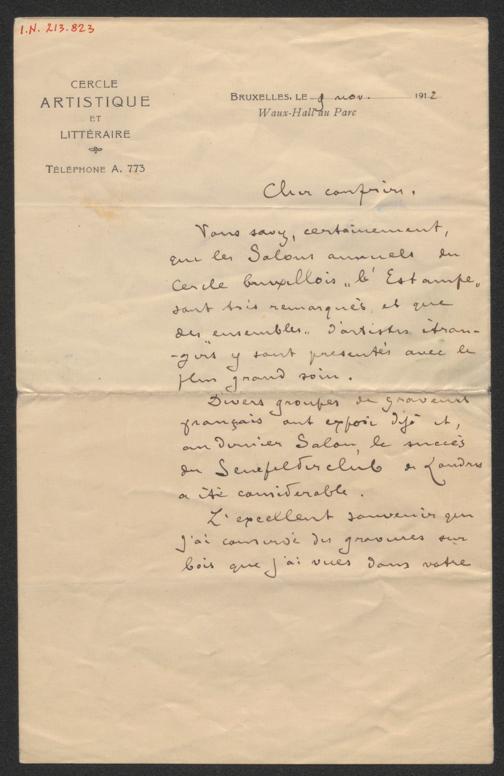 I.N. 213.823
CERCLE
ARTISTIQUE
ET
LITTÉRAIRE
TÉLÉPHONE A. 773
BRUXELLES, LE 9 nov. 1912
Waux-Hall au Parc
Cher confrère.
Vous savez, certainement,
que les Salons annuels du
Cercle bruxellois „L'Estampe„
sont très remarqués et que
des „ensembles„ d'artistes étran-
-gers y sont présentés avec le
plus grand soin.
Divers groupes de graveurs
français ont exposé déjà et,
au dernier Salon, le succès
du Senefelder club de Londres
a été considérable.
L'excellent souvenir que
j'ai conservé des gravures sur
bois que j'ai vues dans votre